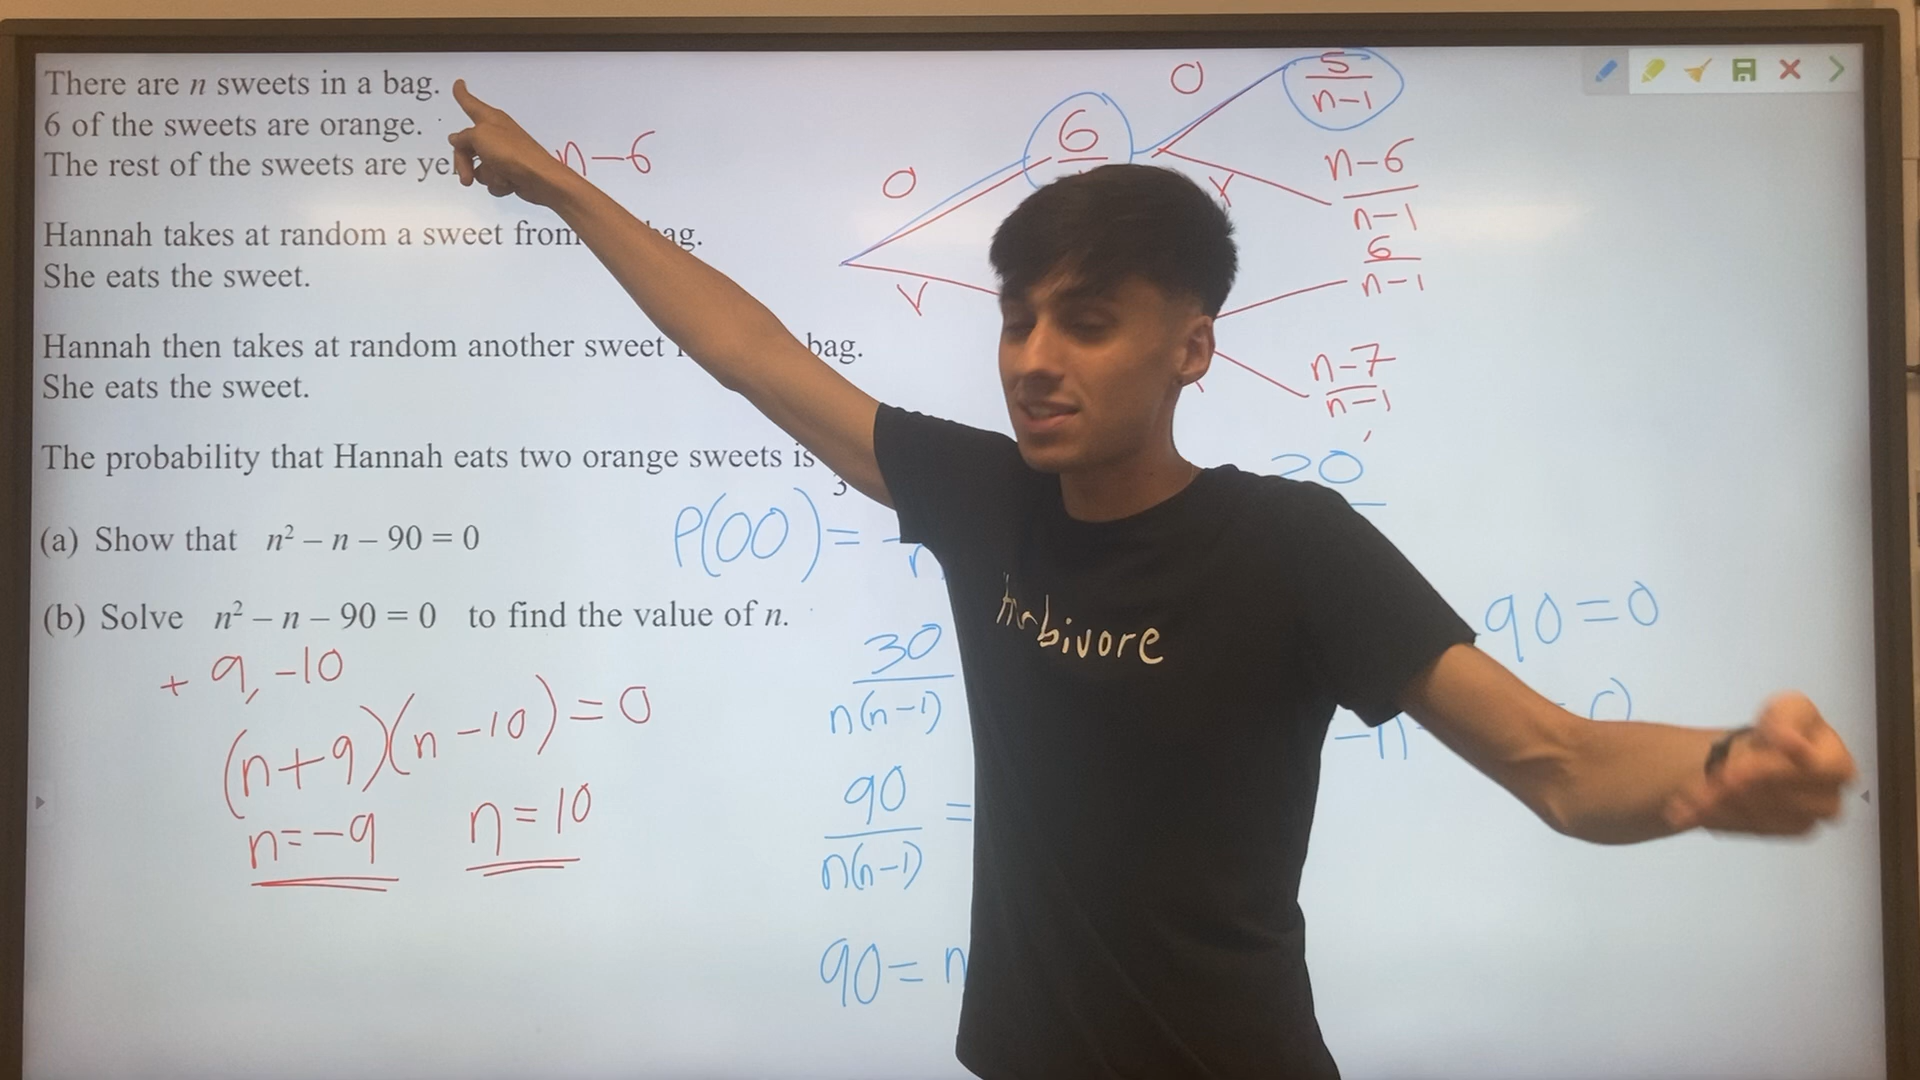 There are n sweets in a bag.
6 of the sweets are orange.
The rest of the sweets are
n-6
Hannah takes at random a sweet from bag.
She eats the sweet.
Hannah then takes at random another sweet bag.
She eats the sweet.
The probability that Hannah eats two orange sweets is
3
(a) Show that n² – n – 90 = 0
(b) Solve n² – n – 90 = 0 to find the value of n.
+ 9, -10
(n+9)(n-10)=0
n=-9 n=10
O
6
Y
O
5
n-1
Y
n-6
n-1
6
n-1
n-7
n-1
P(OO) =
30
n(n-1)
90
n(n-1)
=
90=n
90=0
Herbivore